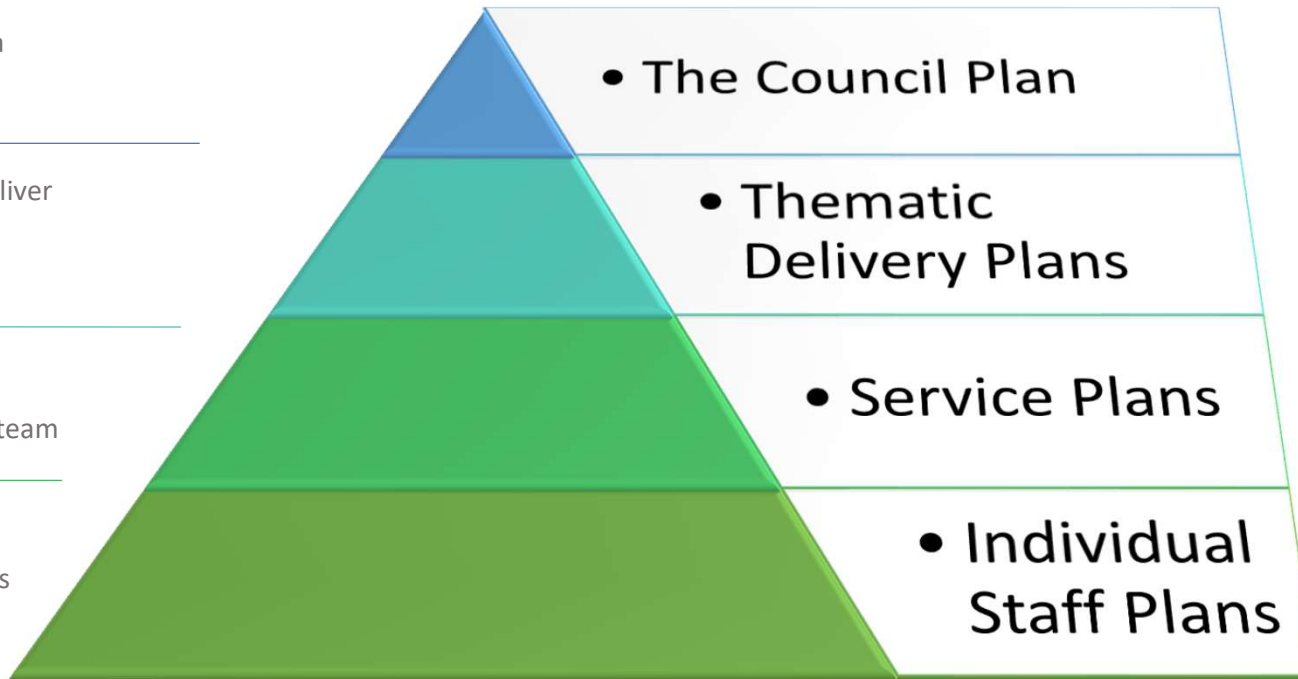 • The Council Plan
liver
• Thematic
Delivery Plans
team
• Service Plans
• Individual
Staff Plans